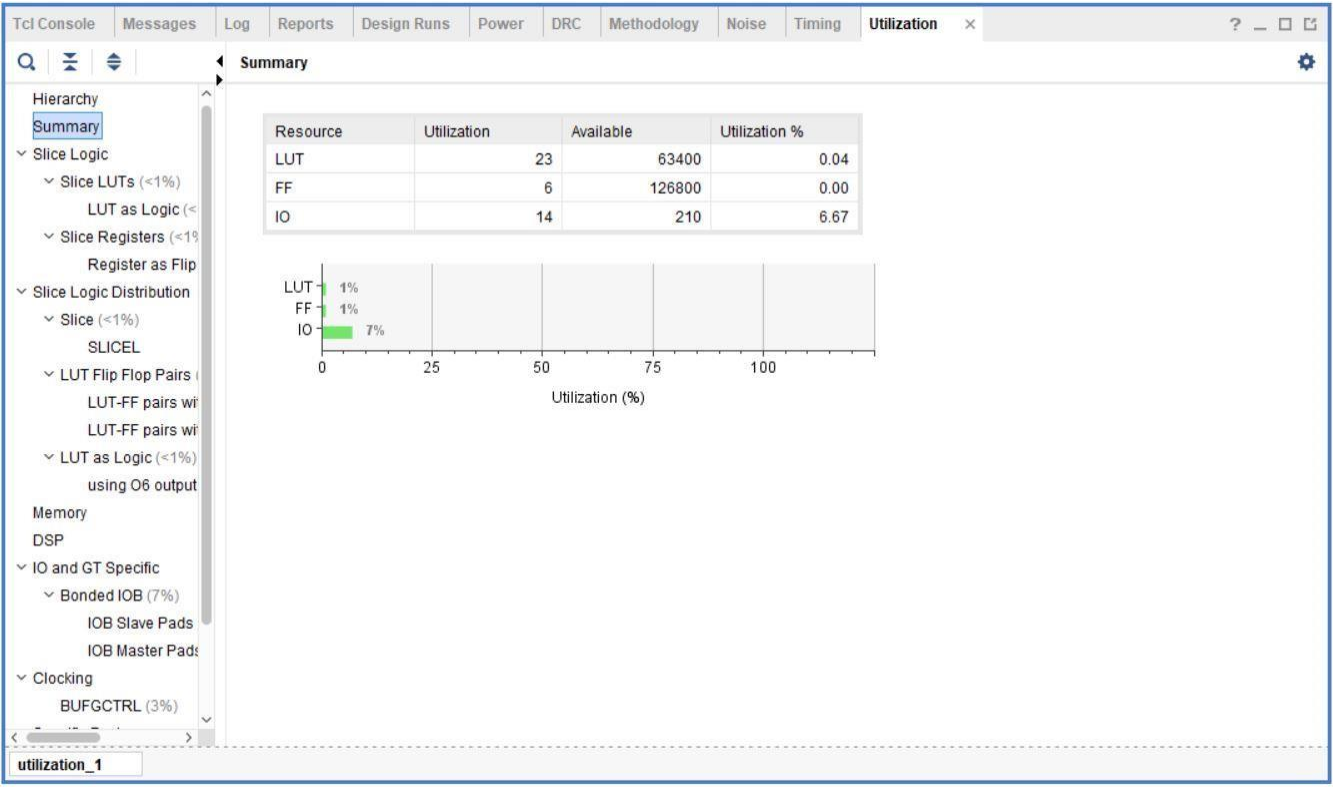 Tcl Console Messages Log Reports Design Runs Power DRC Methodology Noise Timing Utilization × ?
Summary
Hierarchy
Summary
Slice Logic
Slice LUTs (<1%)
LUT as Logic (<
Slice Registers (<1%
Register as Flip
Slice Logic Distribution
Slice (<1%)
SLICEL
LUT Flip Flop Pairs (
LUT-FF pairs wit
LUT-FF pairs wit
LUT as Logic (<1%)
using O6 output
Memory
DSP
IO and GT Specific
Bonded IOB (7%)
IOB Slave Pads
IOB Master Pads
Clocking
BUFGCTRL (3%)
Resource Utilization Available Utilization %
LUT 23 63400 0.04
FF 6 126800 0.00
IO 14 210 6.67
LUT 1%
FF 1%
IO 7%
0 25 50 75 100
Utilization (%)
utilization_1